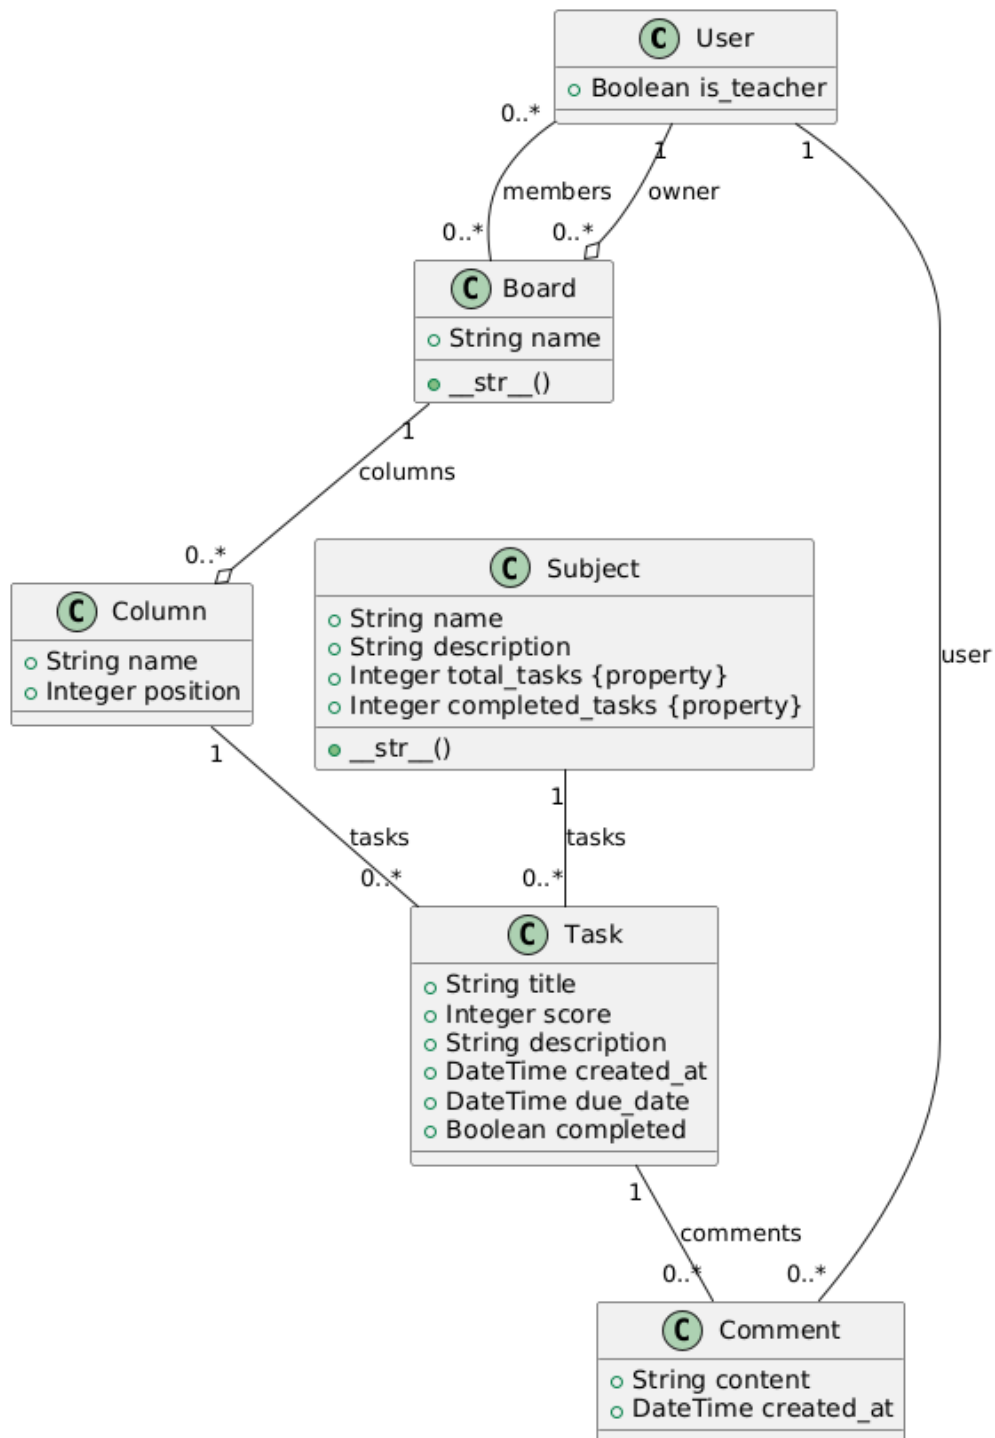 C User
Boolean is_teacher
0..*
1
1
members
owner
0..*
0..*
C Board
String name
__str__()
1
columns
0..*
C Subject
String name
String description
Integer total_tasks {property}
Integer completed_tasks {property}
__str__()
C Column
String name
Integer position
user
1
1
tasks
tasks
0..*
0..*
C Task
String title
Integer score
String description
DateTime created_at
DateTime due_date
Boolean completed
1
comments
0..*
0..*
C Comment
String content
DateTime created_at